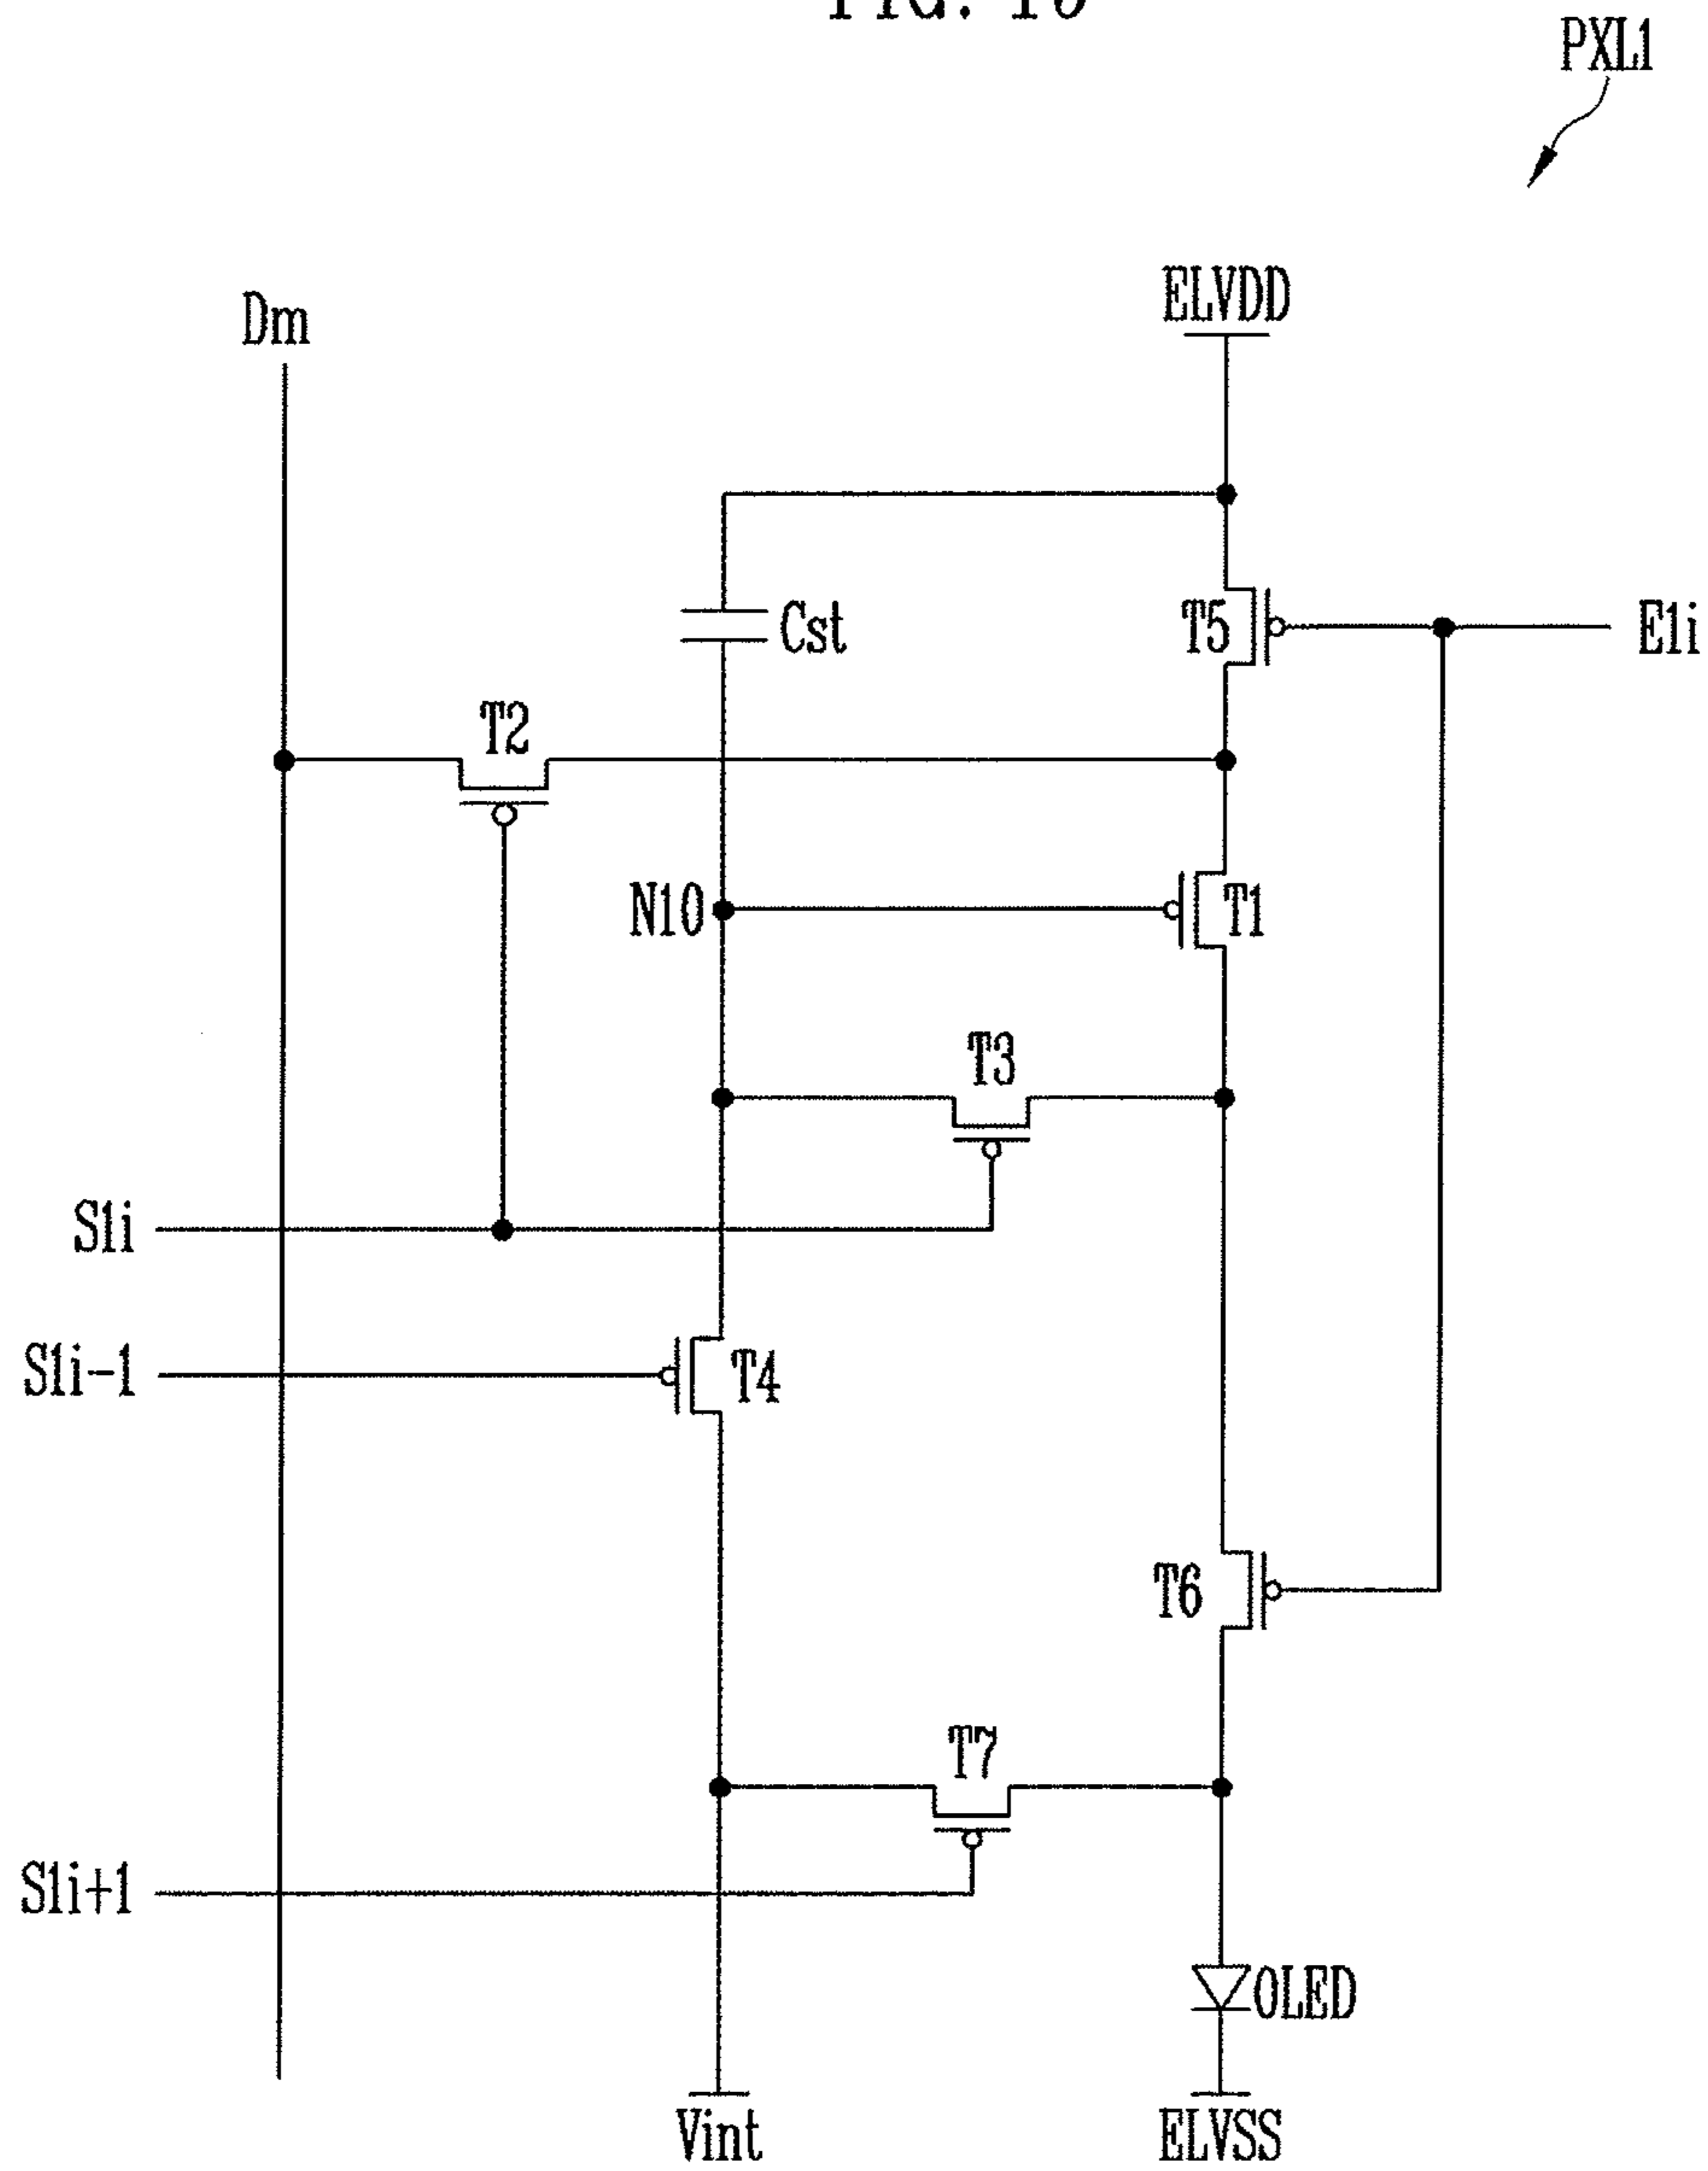 PXL1
ELVDD
Dm
T5
Cst
E1i
T2
N10
T1
T3
S1i
S1i-1
T4
T6
T7
S1i+1
OLED
Vint
ELVSS